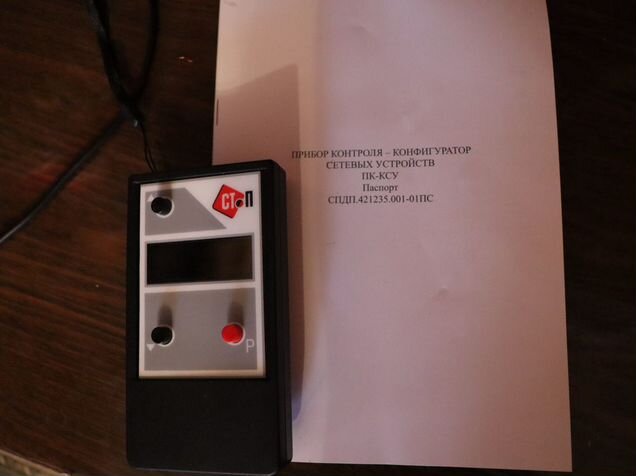 ПРИБОР КОНТРОЛЯ – КОНФИГУРАТОР
СЕТЕВЫХ УСТРОЙСТВ
ПК-КСУ
Паспорт
СПДП.421235.001-01ПС
СТ П
Р